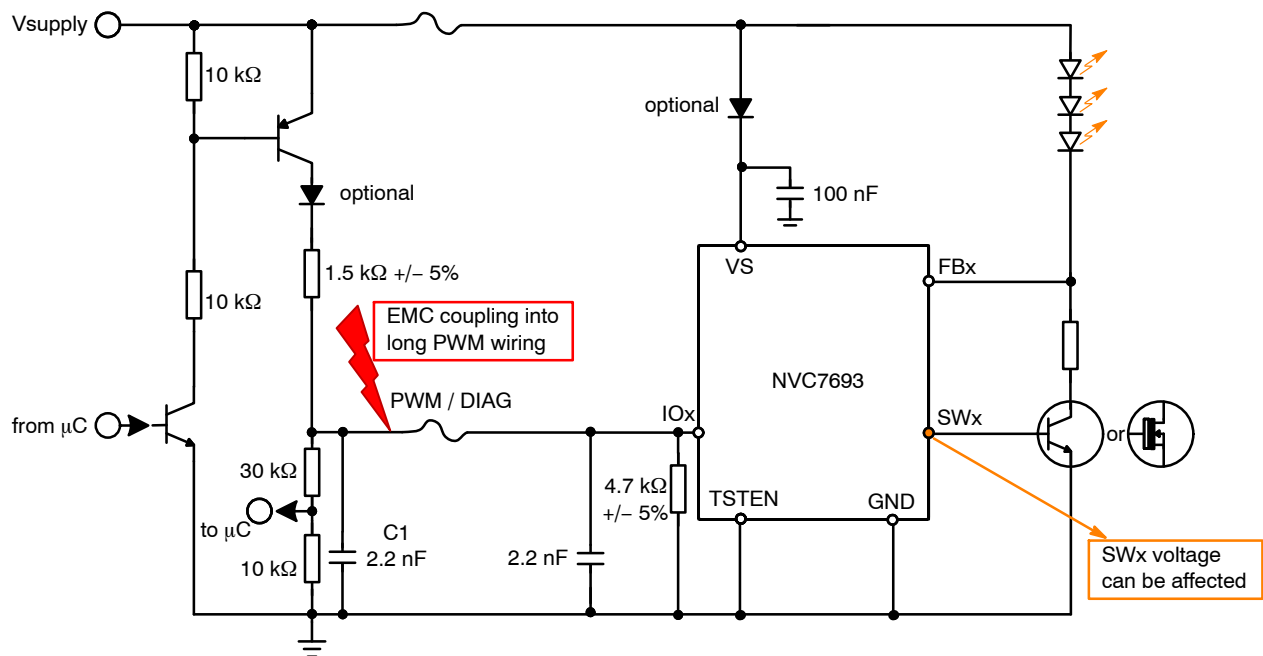 Vsupply
10 kΩ
optional
optional
100 nF
1.5 kΩ +/− 5%
10 kΩ
VS
FBx
EMC coupling into
long PWM wiring
NVC7693
PWM / DIAG
IOx
SWx
from μC
or
30 kΩ
4.7 kΩ
+/− 5%
TSTEN
GND
to μC
C1
2.2 nF
2.2 nF
10 kΩ
SWx voltage
can be affected